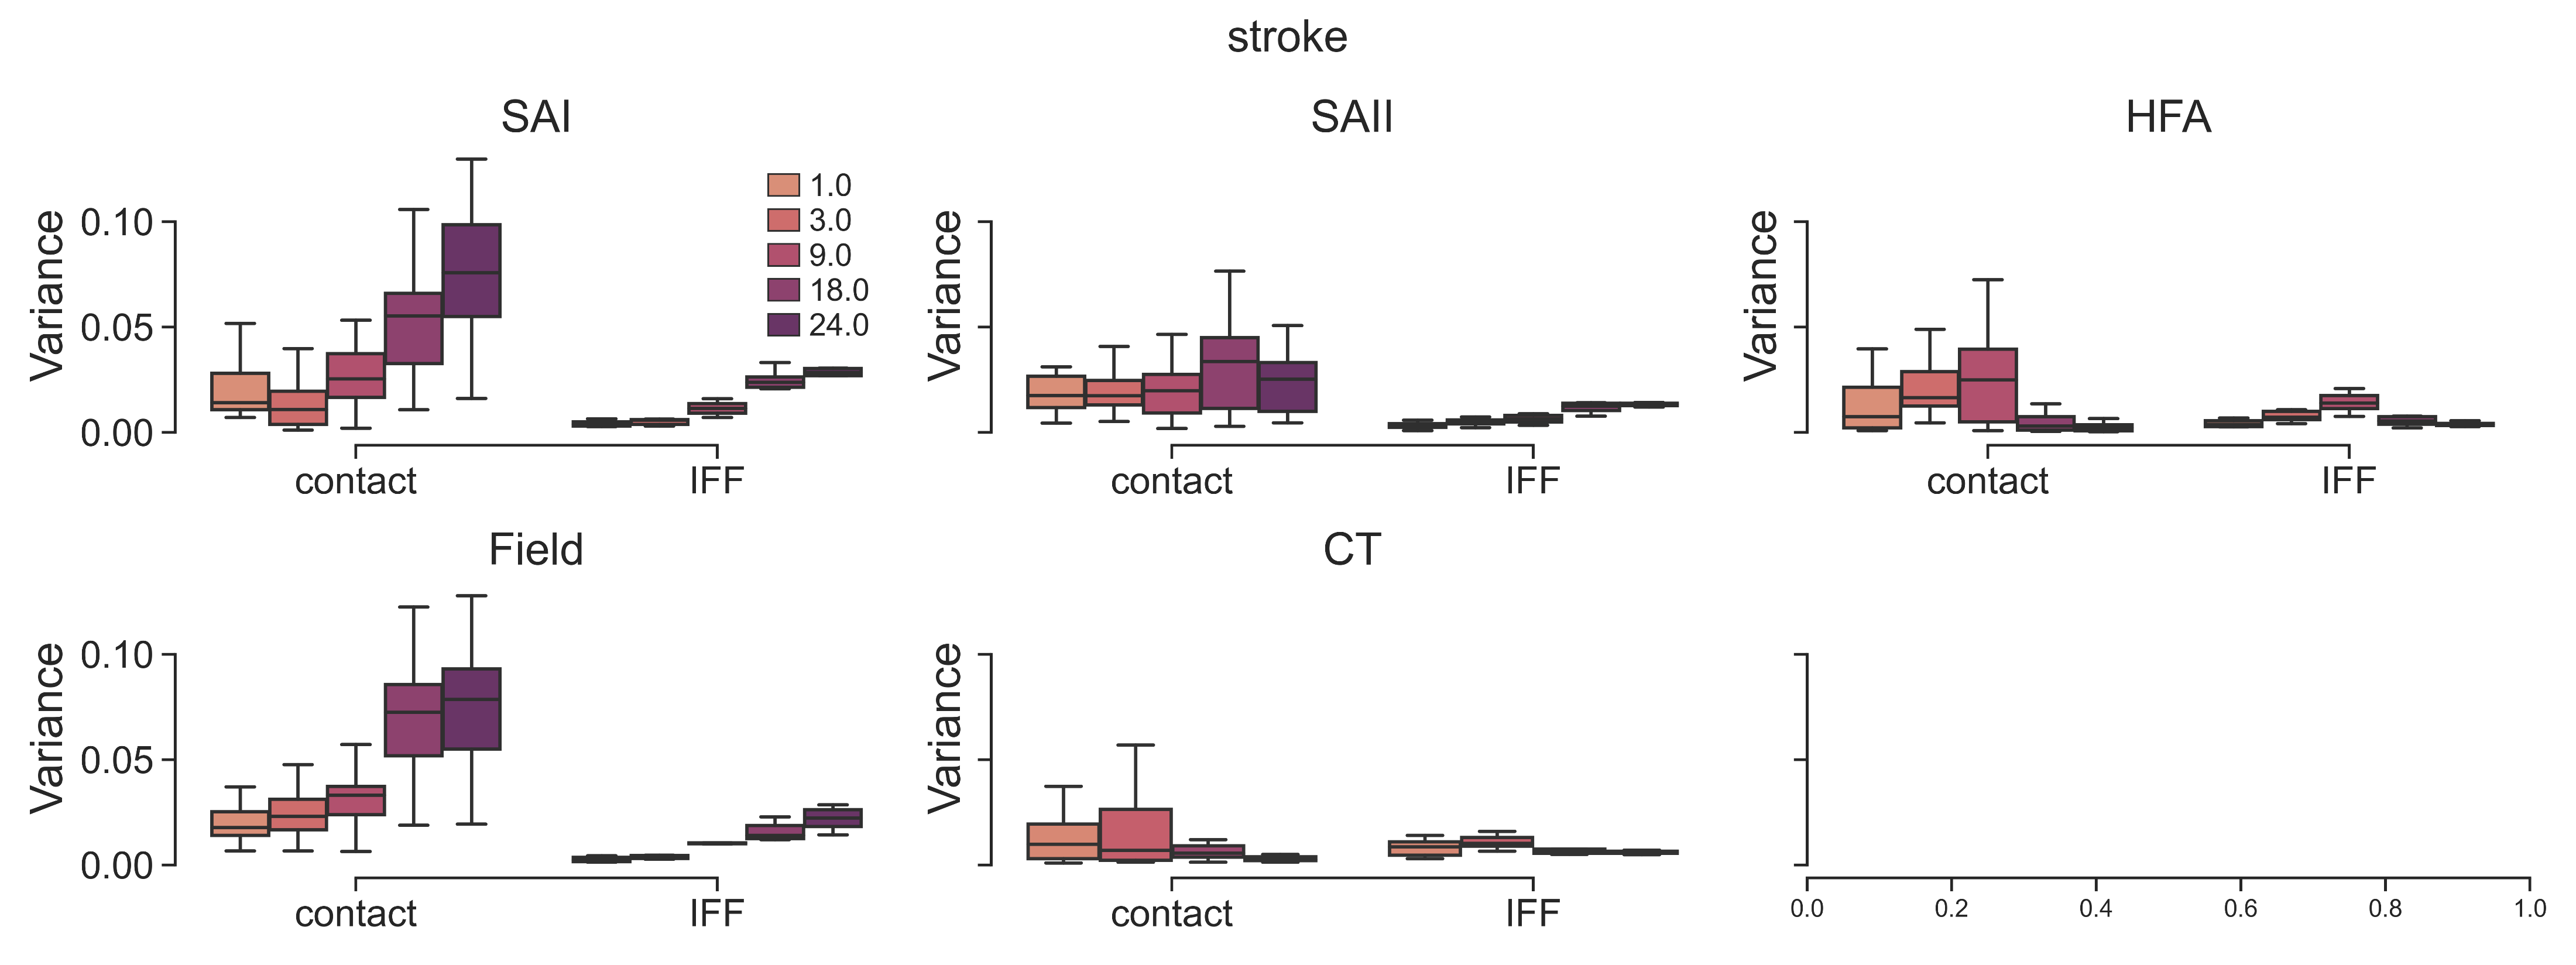 stroke
SAI
SAII
HFA
Variance
0.10
0.05
0.00
1.0
3.0
9.0
18.0
24.0
contact
IFF
Variance
contact
IFF
Variance
contact
IFF
Field
CT
Variance
0.10
0.05
0.00
contact
IFF
Variance
contact
IFF
0.0 0.2 0.4 0.6 0.8 1.0